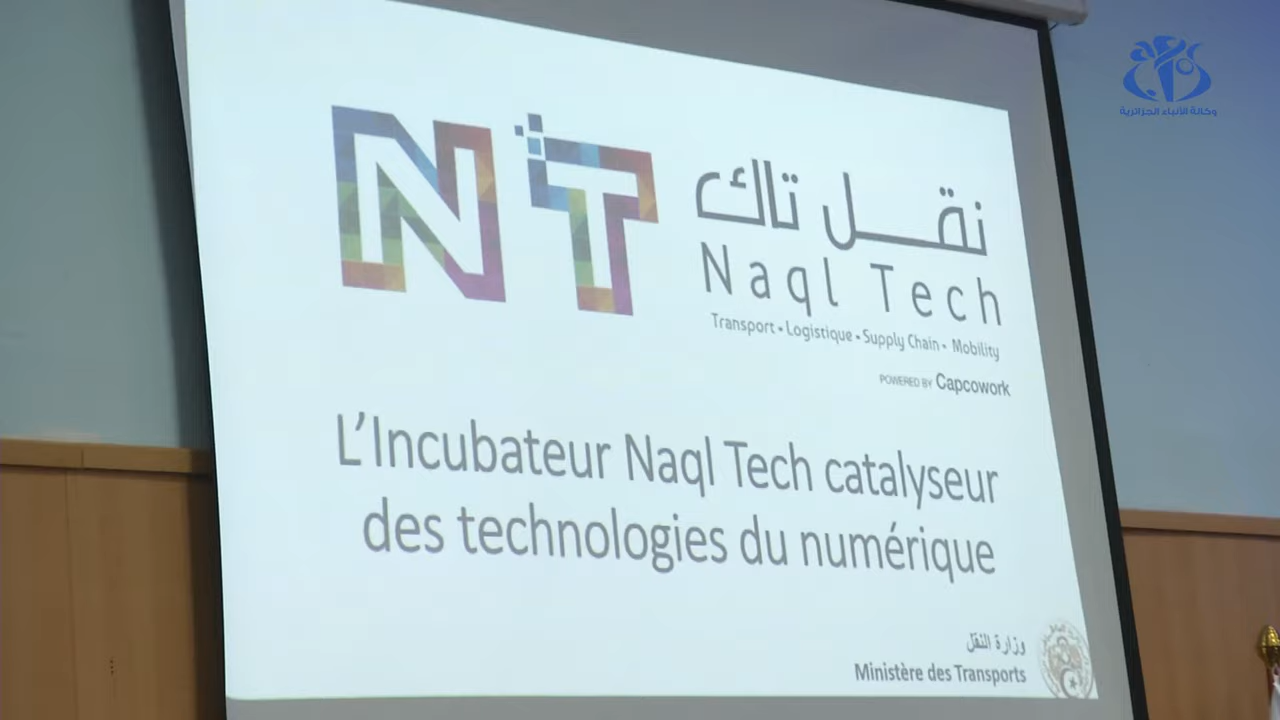 وكالة الأنباء الجزائرية
NT
نقل تاك
Naql Tech
Transport • Logistique • Supply Chain • Mobility
POWERED BY Capcowork
L'Incubateur Naql Tech catalyseur
des technologies du numérique
وزارة النقل
Ministère des Transports